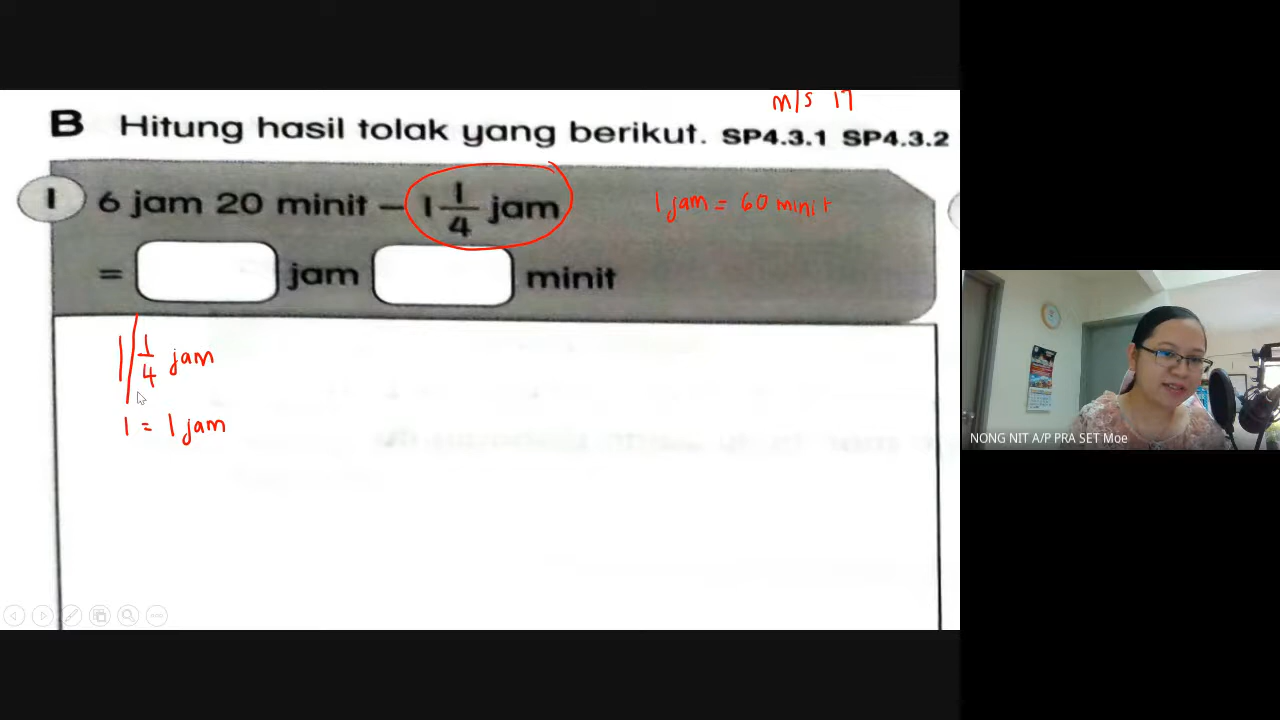 m/s 17
B Hitung hasil tolak yang berikut. SP4.3.1 SP4.3.2
1 6 jam 20 minit – 1 1/4 jam
1 jam = 60 minit
= jam minit
1 1/4 jam
1 = 1 jam
NONG NIT A/P PRA SET Moe